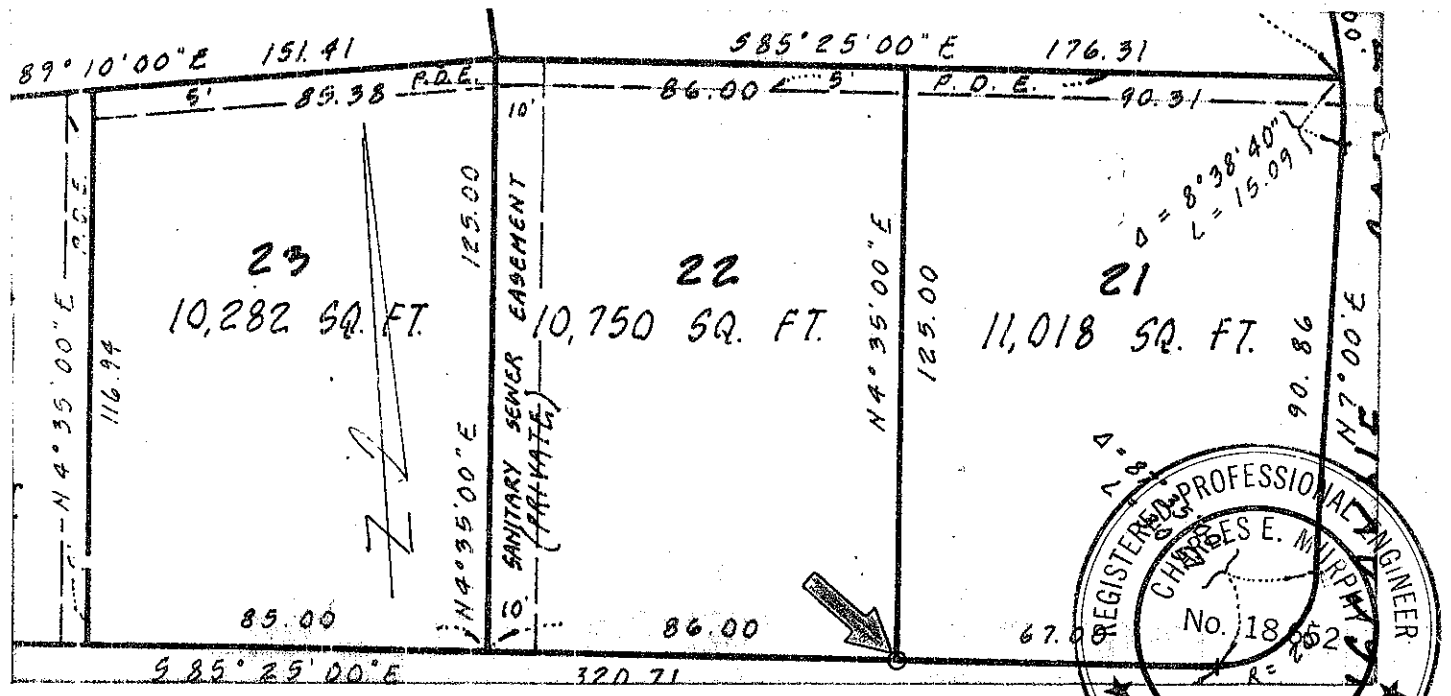 89°10'00"E 151.41
S85°25'00"E 176.31
5' 85.38 P.D.E.
86.00 5' P.D.E. 90.31
10'
P.D.E.
Δ = 8°38'40"
L = 15.09
125.00
23
10,282 SQ. FT.
22
10,750 SQ. FT.
21
11,018 SQ. FT.
N4°35'00"E
116.94
SANITARY SEWER EASEMENT
(PRIVATE)
N4°35'00"E
125.00
N4°35'00"E
90.86
N7°00'E
Z
10'
85.00
86.00
S 85°25'00"E 320.71
REGISTERED PROFESSIONAL ENGINEER
CHARLES E. MURPHY
No.
R =